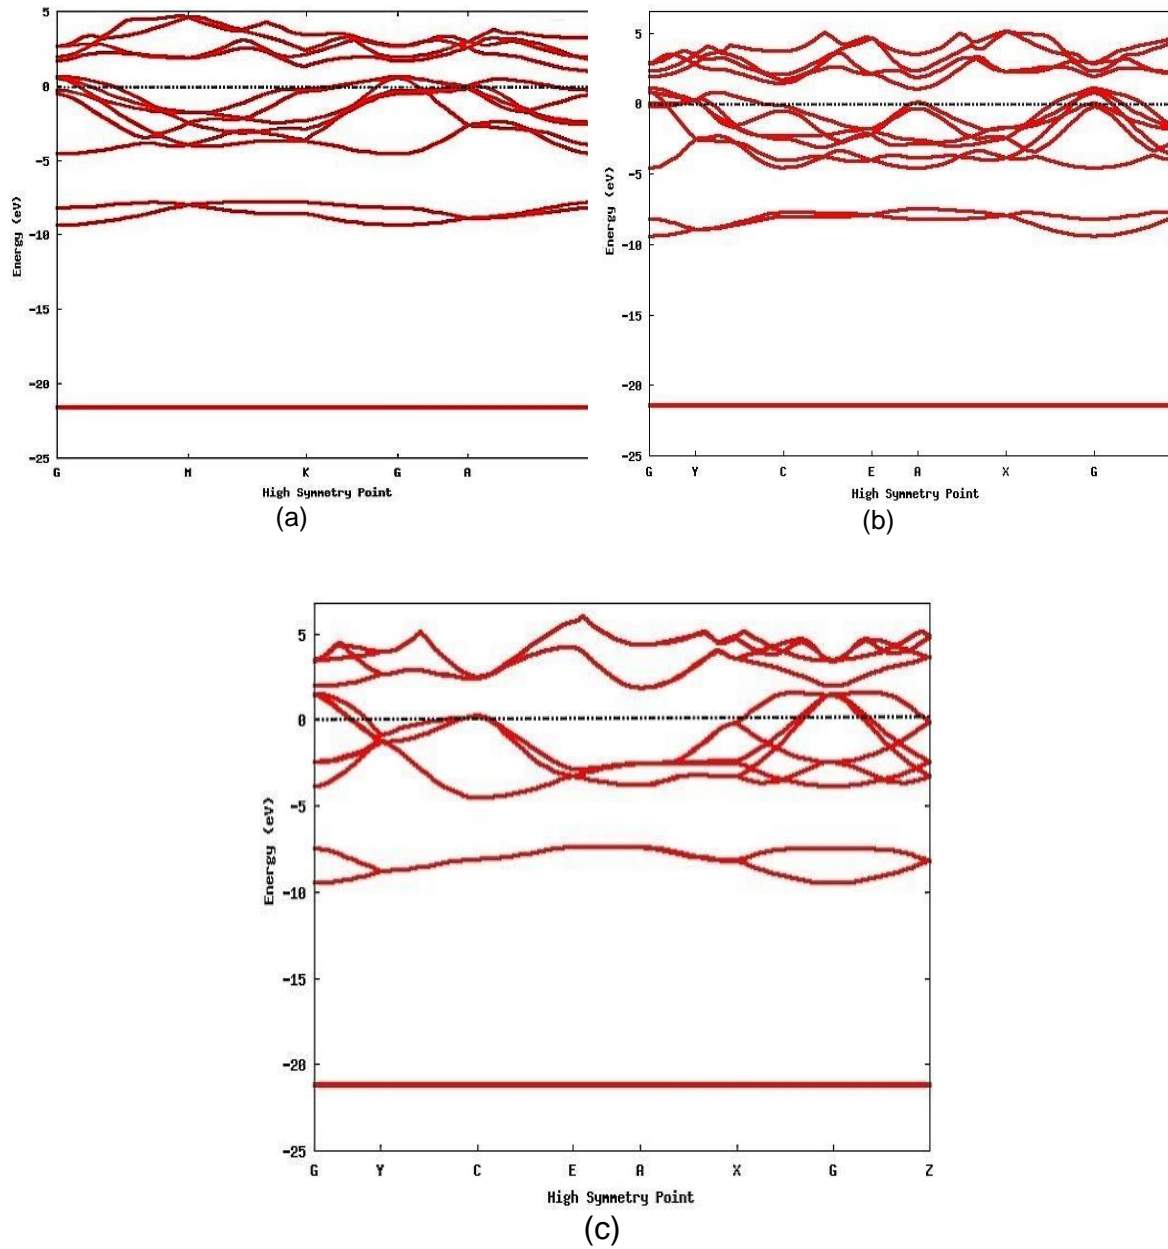 5
0
-5
-10
-15
-20
-25
Energy (eV)
G M K G A
High Symmetry Point
(a)
5
0
-5
-10
-15
-20
-25
Energy (eV)
G Y C E A X G
High Symmetry Point
(b)
5
0
-5
-10
-15
-20
-25
Energy (eV)
G Y C E A X G Z
High Symmetry Point
(c)